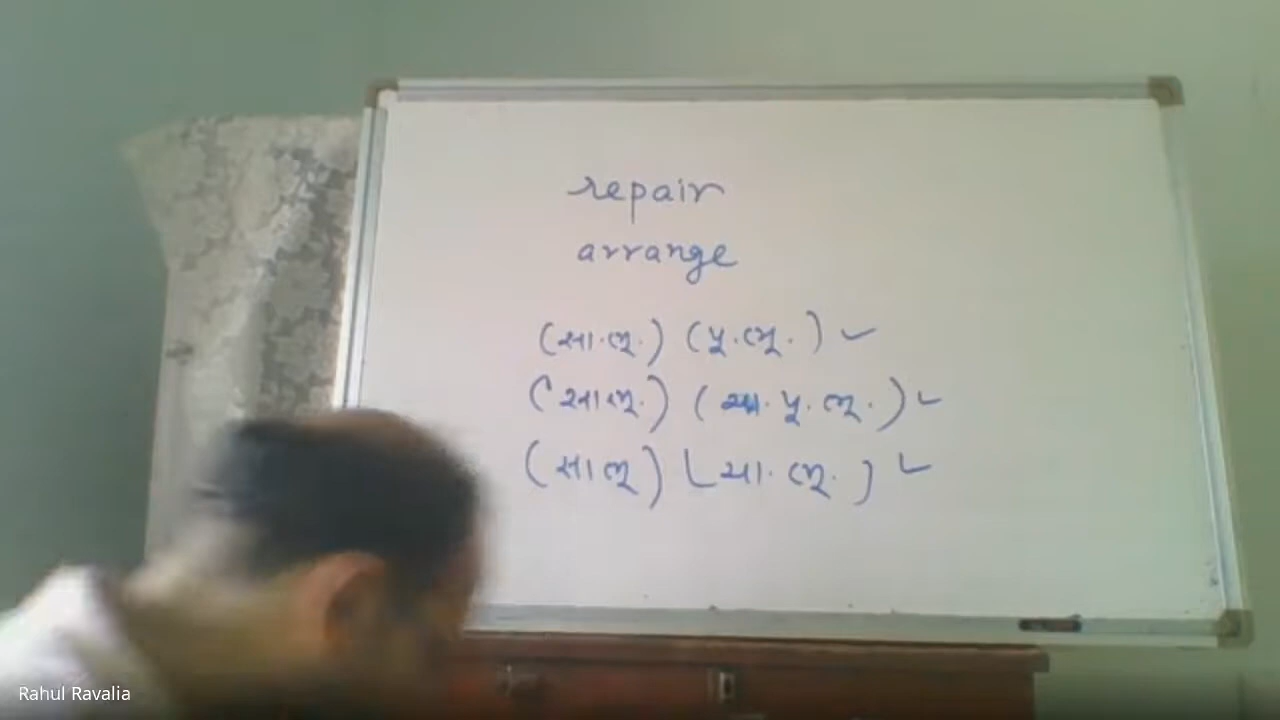 repair
arrange
(સા.ભૂ.) (પૂ.ભૂ.) ✓
(સાભૂ.) (ચા.પૂ.ભૂ.) ✓
(સાભૂ) (ચા.ભૂ.) ✓
Rahul Ravalia